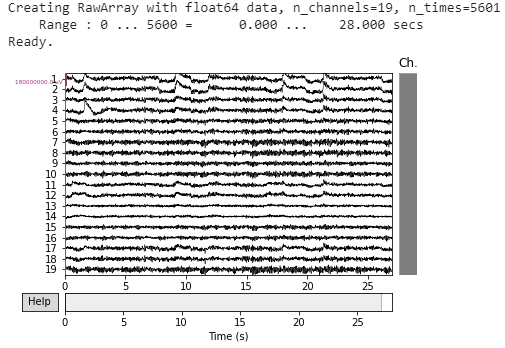 Creating RawArray with float64 data, n_channels=19, n_times=5601
Range : 0 ... 5600 = 0.000 ... 28.000 secs
Ready.
Ch.
1
2
3
4
5
6
7
8
9
10
11
12
13
14
15
16
17
18
19
0 5 10 15 20 25
Help
0 5 10 15 20 25
Time (s)